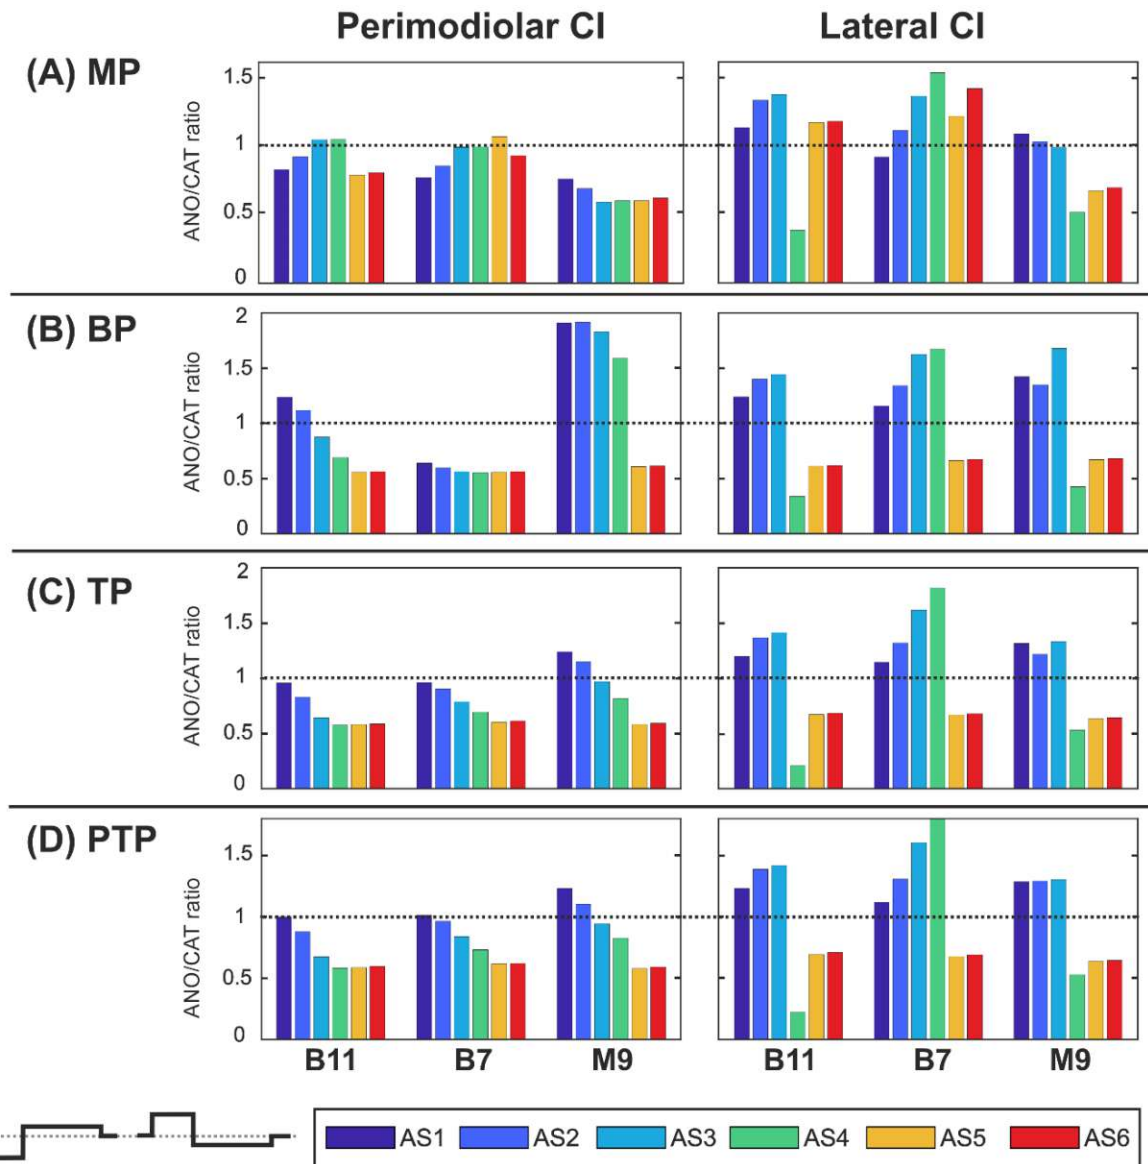 Perimodiolar CI Lateral CI
(A) MP
ANO/CAT ratio
1.5
1
0.5
0
(B) BP
ANO/CAT ratio
2
1.5
1
0.5
0
(C) TP
ANO/CAT ratio
2
1.5
1
0.5
0
(D) PTP
ANO/CAT ratio
1.5
1
0.5
0
B11 B7 M9 B11 B7 M9
AS1 AS2 AS3 AS4 AS5 AS6